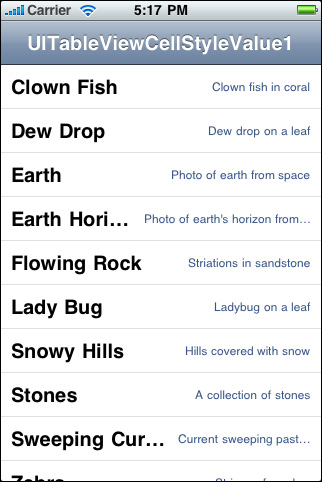 Carrier 5:17 PM
UITableViewCellStyleValue1
Clown Fish Clown fish in coral
Dew Drop Dew drop on a leaf
Earth Photo of earth from space
Earth Hori... Photo of earth's horizon from...
Flowing Rock Striations in sandstone
Lady Bug Ladybug on a leaf
Snowy Hills Hills covered with snow
Stones A collection of stones
Sweeping Cur... Current sweeping past...
Zebra